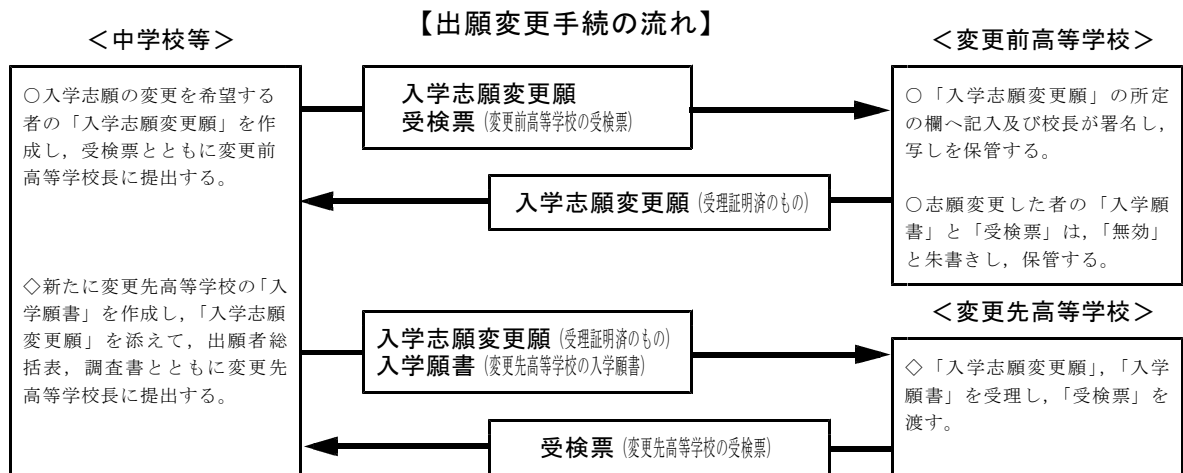 【出願変更手続の流れ】
＜中学校等＞
○入学志願の変更を希望する
者の「入学志願変更願」を作
成し，受検票とともに変更前
高等学校長に提出する。
◇新たに変更先高等学校の「入
学願書」を作成し，「入学志願
変更願」を添えて，出願者総
括表，調査書とともに変更先
高等学校長に提出する。
入学志願変更願
受検票（変更前高等学校の受検票）
入学志願変更願（受理証明済のもの）
入学志願変更願（受理証明済のもの）
入学願書（変更先高等学校の入学願書）
受検票（変更先高等学校の受検票）
＜変更前高等学校＞
○「入学志願変更願」の所定
の欄へ記入及び校長が署名し，
写しを保管する。
○志願変更した者の「入学願
書」と「受検票」は，「無効」
と朱書きし，保管する。
＜変更先高等学校＞
◇「入学志願変更願」，「入学
願書」を受理し，「受検票」を
渡す。